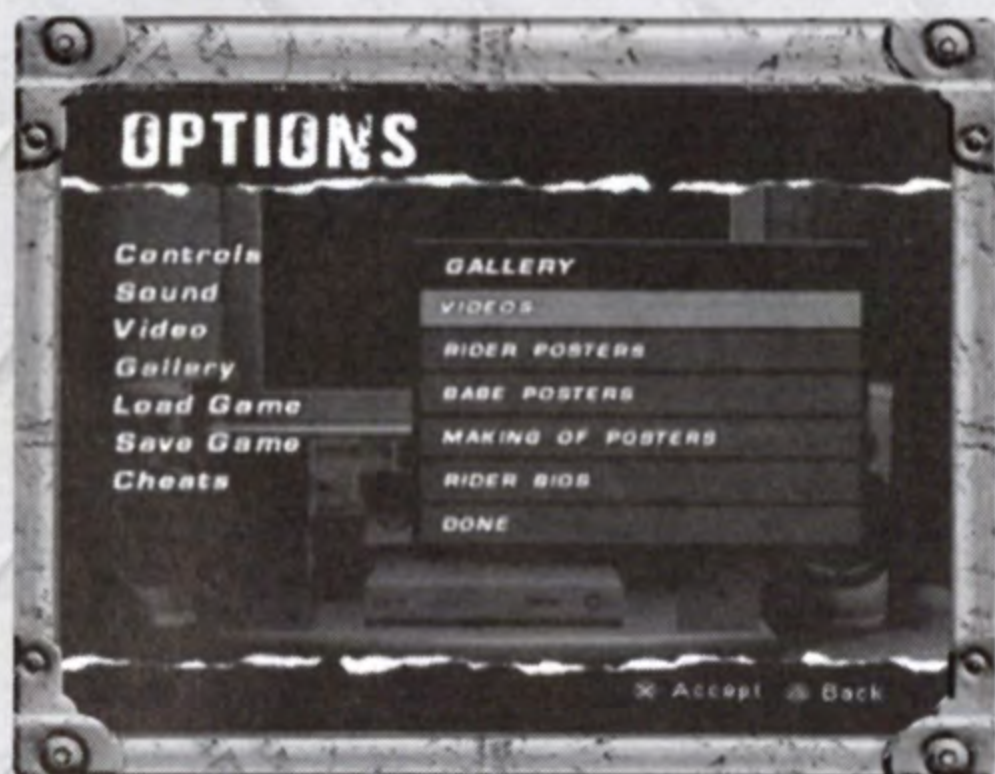 OPTIONS
Controls
Sound
Video
Gallery
Load Game
Save Game
Cheats
GALLERY
VIDEOS
RIDER POSTERS
BABE POSTERS
MAKING OF POSTERS
RIDER BIOS
DONE
Accept Back